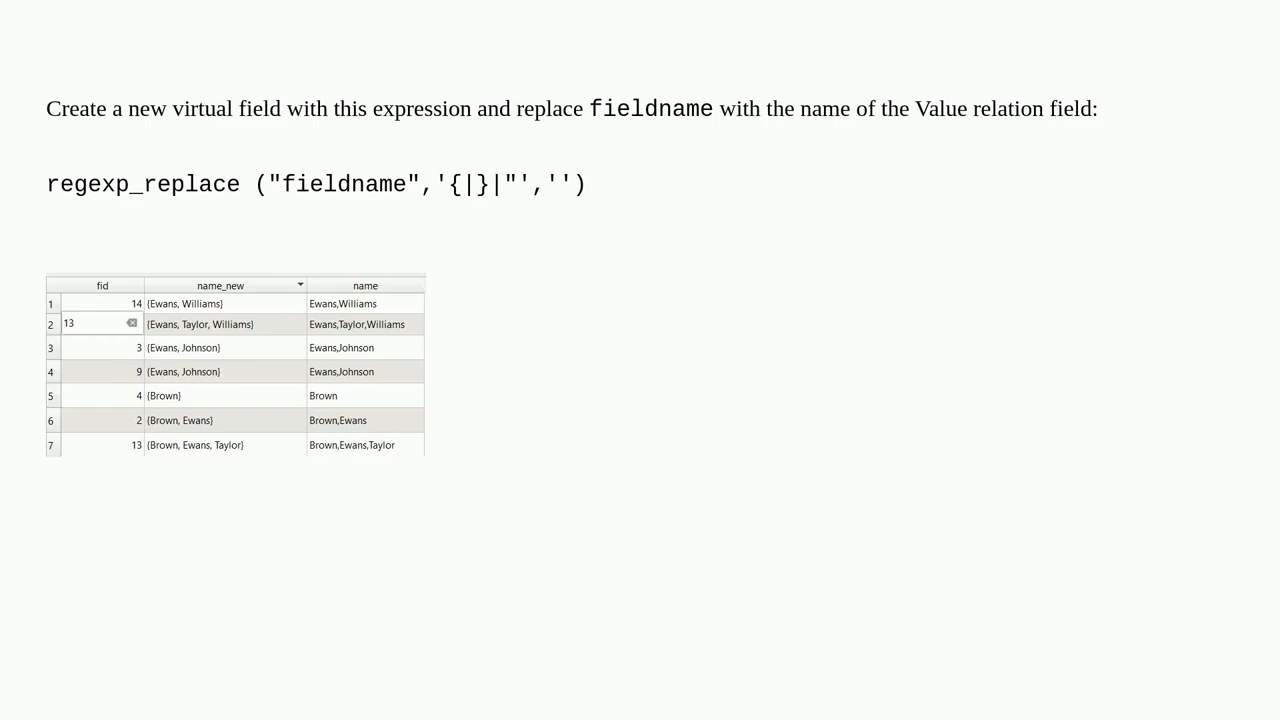 Create a new virtual field with this expression and replace fieldname with the name of the Value relation field:
regexp_replace ("fieldname",'{|}|"','')
fid name_new name
1 14 {Ewans, Williams} Ewans,Williams
2 13 {Ewans, Taylor, Williams} Ewans,Taylor,Williams
3 3 {Ewans, Johnson} Ewans,Johnson
4 9 {Ewans, Johnson} Ewans,Johnson
5 4 {Brown} Brown
6 2 {Brown, Ewans} Brown,Ewans
7 13 {Brown, Ewans, Taylor} Brown,Ewans,Taylor